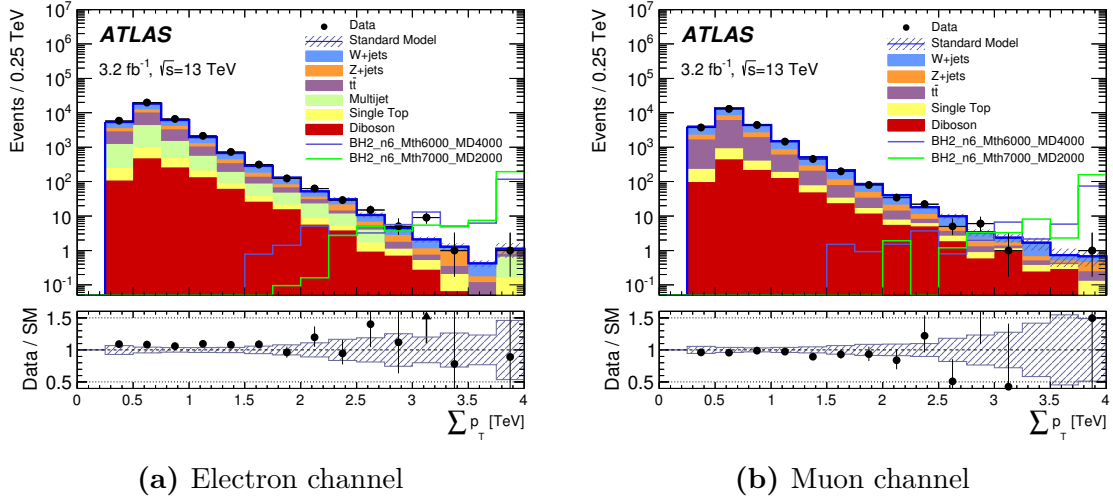 Events / 0.25 TeV
10⁷
10⁶
10⁵
10⁴
10³
10²
10
1
10⁻¹
ATLAS
3.2 fb⁻¹, √s=13 TeV
Data
Standard Model
W+jets
Z+jets
tt̄
Multijet
Single Top
Diboson
BH2_n6_Mth6000_MD4000
BH2_n6_Mth7000_MD2000
Data / SM
1.5
1
0.5
0 0.5 1 1.5 2 2.5 3 3.5 4
∑ p_T [TeV]
(a) Electron channel
Events / 0.25 TeV
10⁷
10⁶
10⁵
10⁴
10³
10²
10
1
10⁻¹
ATLAS
3.2 fb⁻¹, √s=13 TeV
Data
Standard Model
W+jets
Z+jets
tt̄
Single Top
Diboson
BH2_n6_Mth6000_MD4000
BH2_n6_Mth7000_MD2000
Data / SM
1.5
1
0.5
0 0.5 1 1.5 2 2.5 3 3.5 4
∑ p_T [TeV]
(b) Muon channel